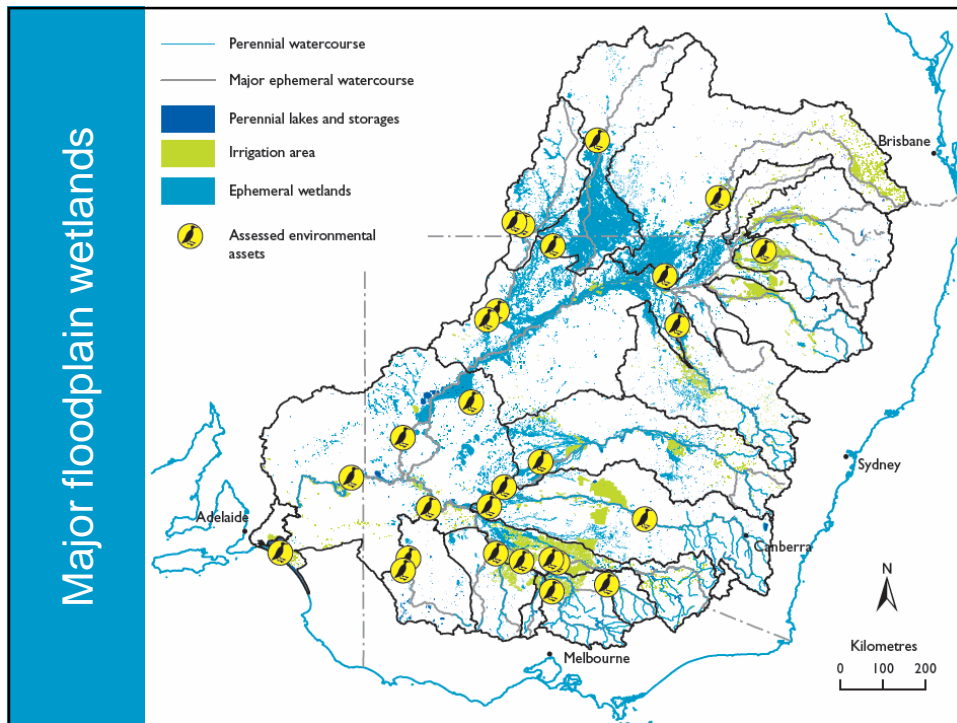 Major floodplain wetlands
Perennial watercourse
Major ephemeral watercourse
Perennial lakes and storages
Irrigation area
Ephemeral wetlands
Assessed environmental
assets
Brisbane
Sydney
Adelaide
Canberra
Melbourne
N
Kilometres
0 100 200